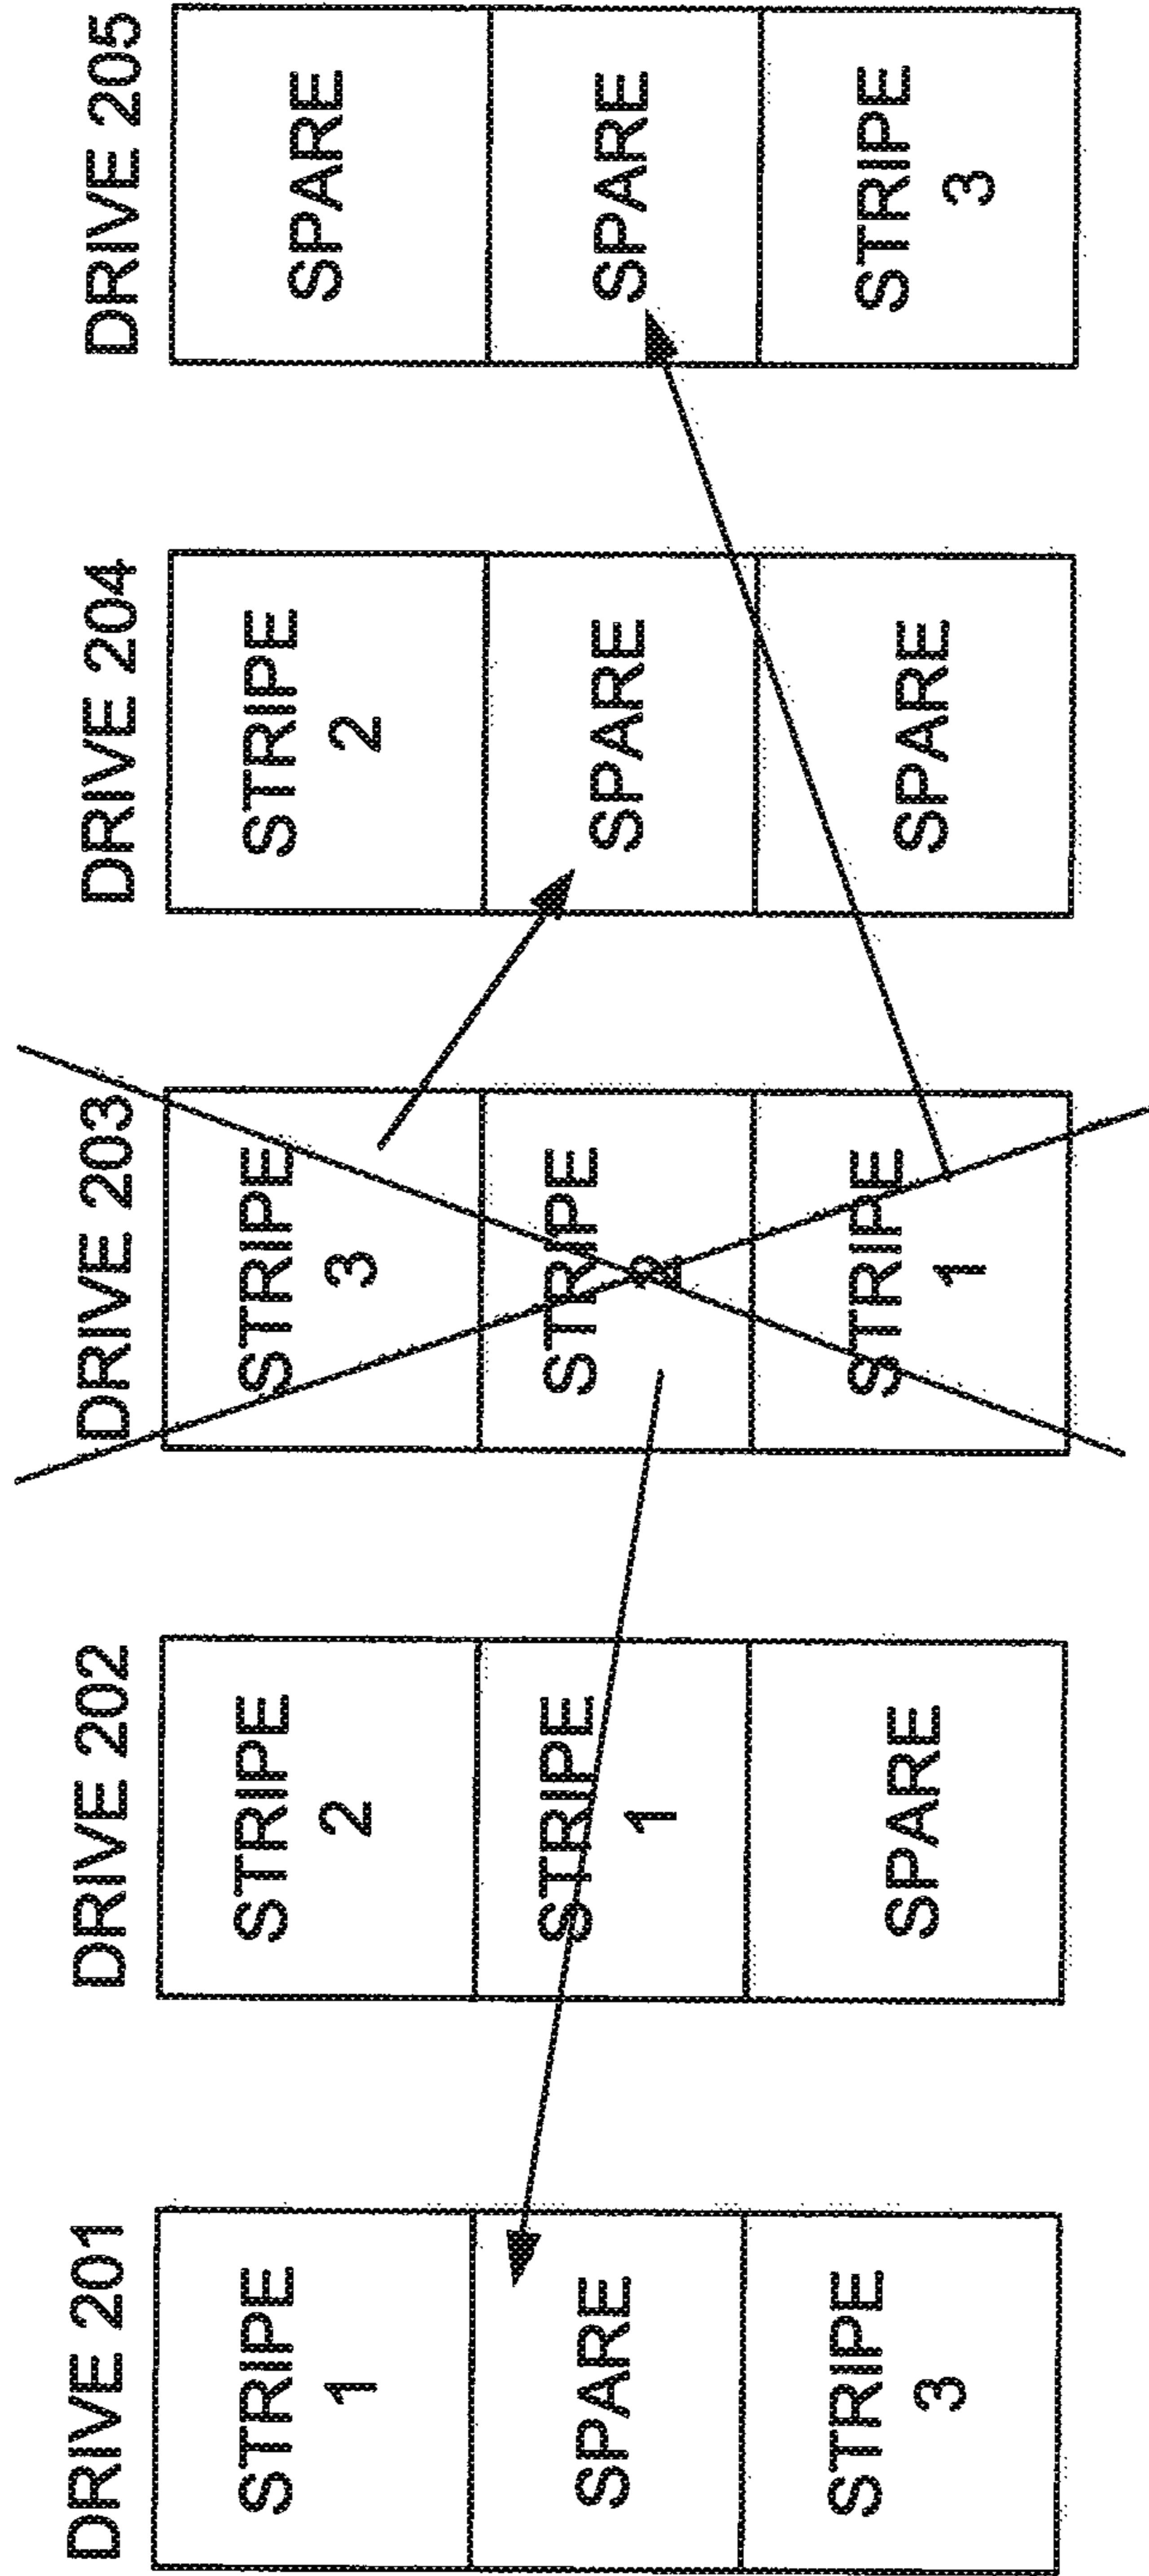 DRIVE 201
STRIPE
1
SPARE
STRIPE
3
DRIVE 202
STRIPE
2
STRIPE
1
SPARE
DRIVE 203
STRIPE
3
STRIPE
2
STRIPE
1
DRIVE 204
STRIPE
2
SPARE
SPARE
DRIVE 205
SPARE
SPARE
STRIPE
3